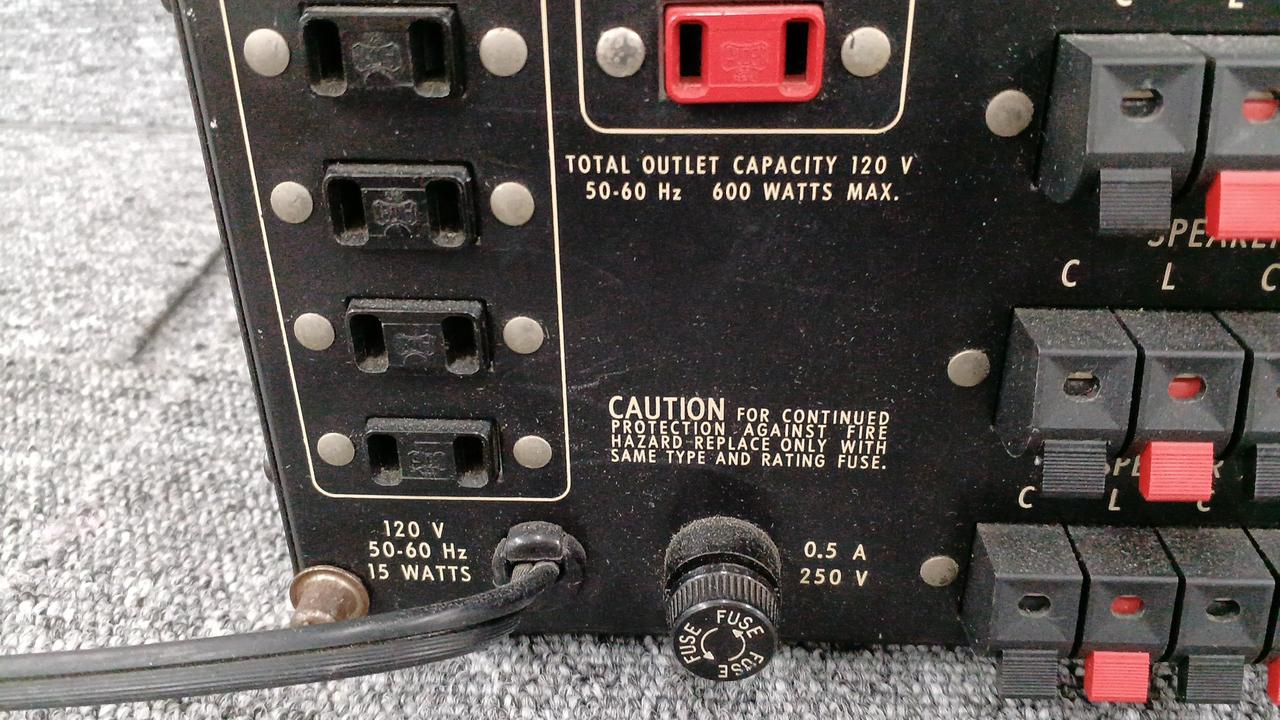 C L
TOTAL OUTLET CAPACITY 120 V
50-60 Hz 600 WATTS MAX.
C L C
CAUTION FOR CONTINUED
PROTECTION AGAINST FIRE
HAZARD REPLACE ONLY WITH
SAME TYPE AND RATING FUSE.
C L C
120 V
50-60 Hz
15 WATTS
0.5 A
250 V
FUSE
FUSE
FUSE